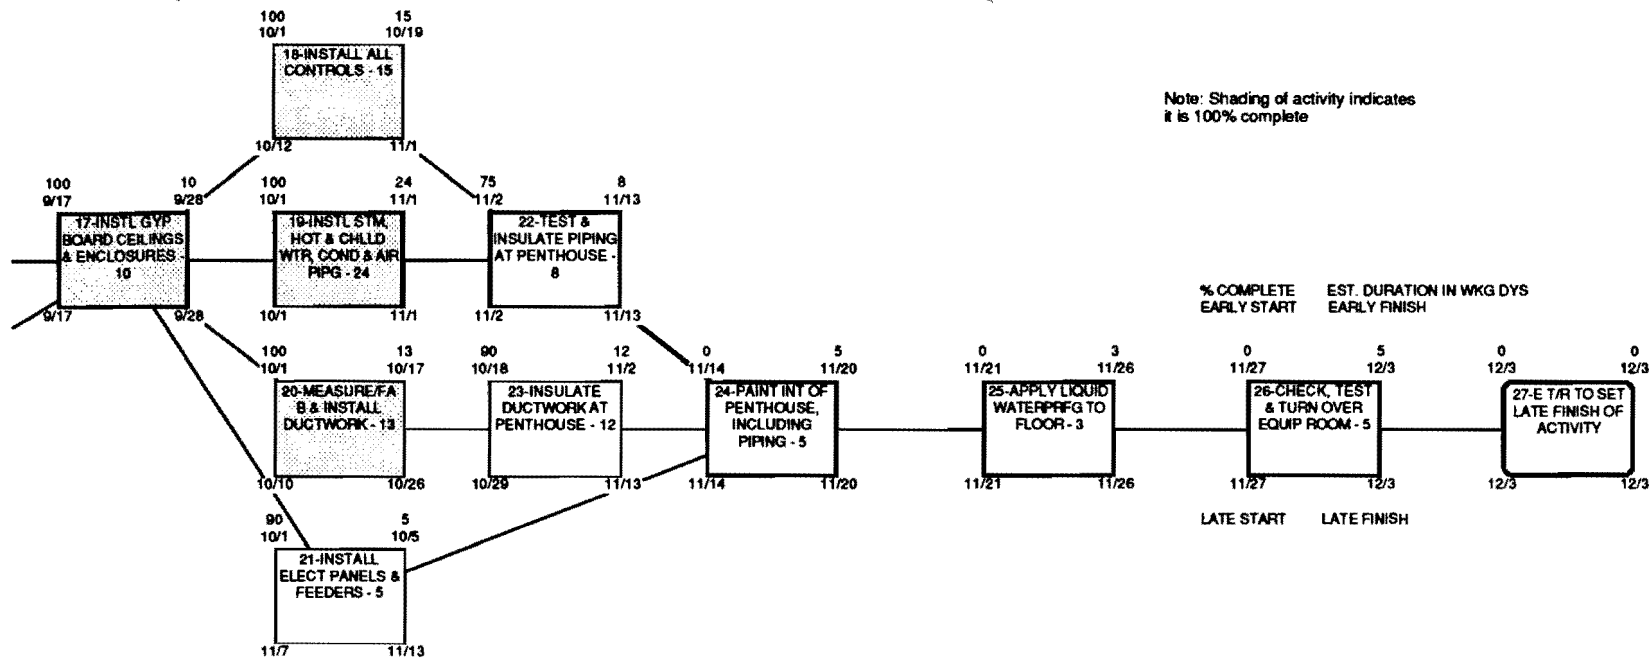 100 15
10/1 10/19
18-INSTALL ALL
CONTROLS - 15
10/12 11/1
Note: Shading of activity indicates
it is 100% complete
100 10
9/17 9/28
17-INSTL GYP
BOARD CEILINGS
& ENCLOSURES -
10
9/17 9/28
100 24
10/1 11/1
19-INSTL STM,
HOT & CHLLD
WTR, COND & AIR
PIPG - 24
10/1 11/1
75 8
11/2 11/13
22-TEST &
INSULATE PIPING
AT PENTHOUSE -
8
11/2 11/13
% COMPLETE EST. DURATION IN WKG DYS
EARLY START EARLY FINISH
100 13
10/1 10/17
20-MEASURE/FA
B & INSTALL
DUCTWORK - 13
10/10 10/26
90 12
10/18 11/2
23-INSULATE
DUCTWORK AT
PENTHOUSE - 12
10/29 11/13
0 5
11/14 11/20
24-PAINT INT OF
PENTHOUSE,
INCLUDING
PIPING - 5
11/14 11/20
0 3
11/21 11/26
25-APPLY LIQUID
WATERPRFG TO
FLOOR - 3
11/21 11/26
0 5
11/27 12/3
26-CHECK, TEST
& TURN OVER
EQUIP ROOM - 5
11/27 12/3
0 0
12/3 12/3
27-E T/R TO SET
LATE FINISH OF
ACTIVITY
12/3 12/3
LATE START LATE FINISH
90 5
10/1 10/5
21-INSTALL
ELECT PANELS &
FEEDERS - 5
11/7 11/13